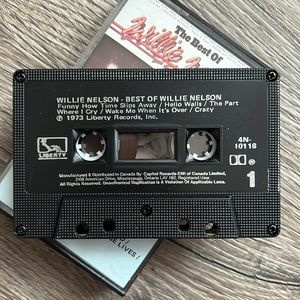 The Best of
Willie
WILLIE NELSON - BEST OF WILLIE NELSON
Funny How Time Slips Away / Hello Walls / The Part
Where I Cry / Wake Me When It's Over / Crazy
℗ 1973 Liberty Records, Inc.
LIBERTY
4N-
10118
1
Manufactured & Distributed in Canada By Capitol Records-EMI of Canada Limited,
3109 American Drive, Mississauga, Ontario L4V 1B2. Registered User.
All Rights Reserved. Unauthorized Duplication Is A Violation Of Applicable Laws.
LIVES /